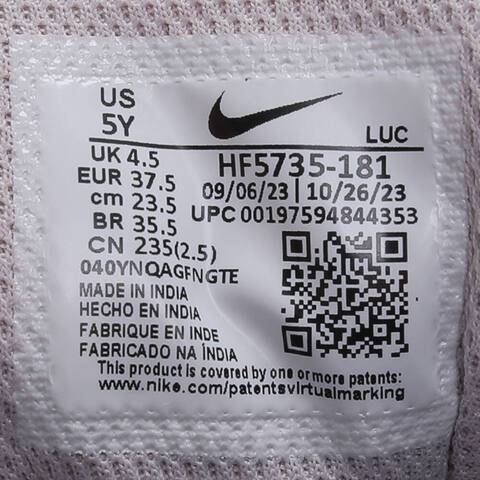 US
5Y
LUC
UK 4.5
EUR 37.5
cm 23.5
BR 35.5
CN 235(2.5)
HF5735-181
09/06/23 | 10/26/23
UPC 00197594844353
040YNQAGFNGTE
MADE IN INDIA
HECHO EN INDIA
FABRIQUE EN INDE
FABRICADO NA ÍNDIA
This product is covered by one or more patents:
www.nike.com/patentsvirtualmarking